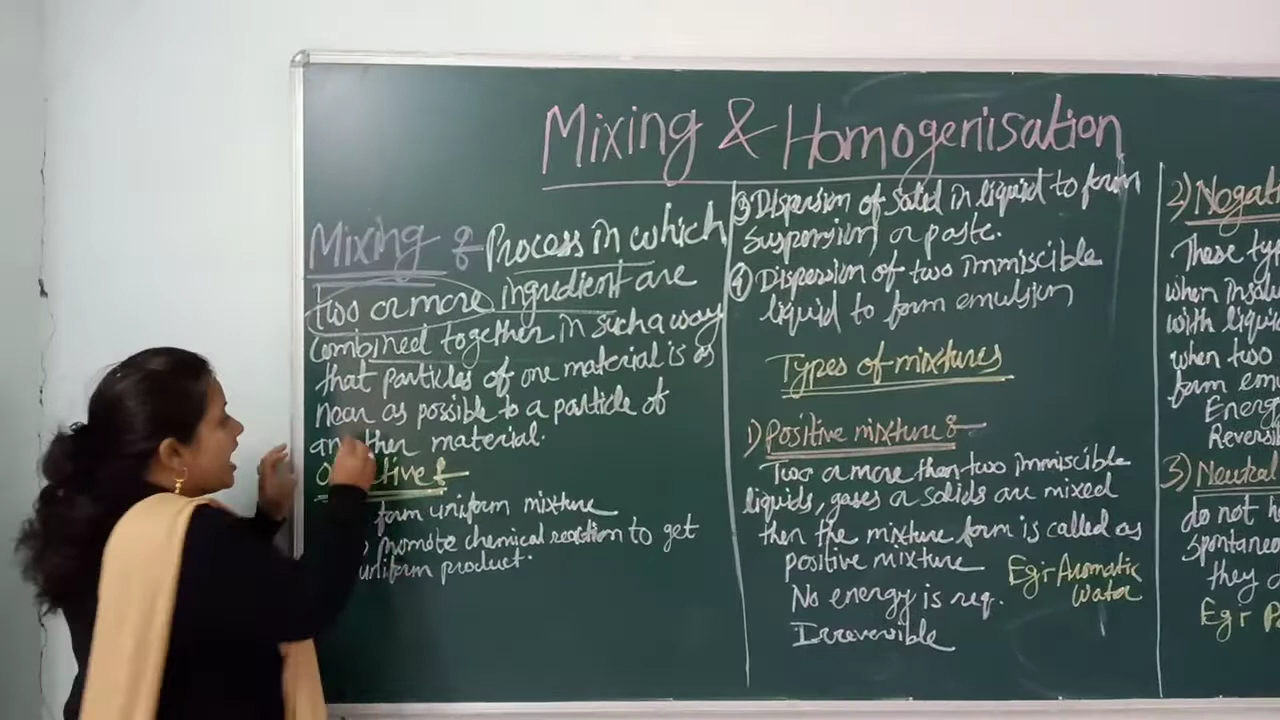 Mixing & Homogenisation
Mixing : Process in which
two or more ingredient are
combined together in such a way
that particles of one material is as
near as possible to a particle of
another material.
form uniform mixture
promote chemical reaction to get
uniform product.
③ Dispersion of solid in liquid to form
suspension, or paste.
④ Dispersion of two immiscible
liquid to form emulsion
Types of mixtures
1) Positive mixture :-
Two or more than two immiscible
liquids, gases or solids are mixed
then the mixture form is called as
positive mixture
Eg:- Aromatic
Water
No energy is req.
Irreversible
2) Negati
These typ
when insolu
with liquid
when two
form emu
Energ
Reversi
3) Neutral
do not h
spontaneo
they a
Eg:- P